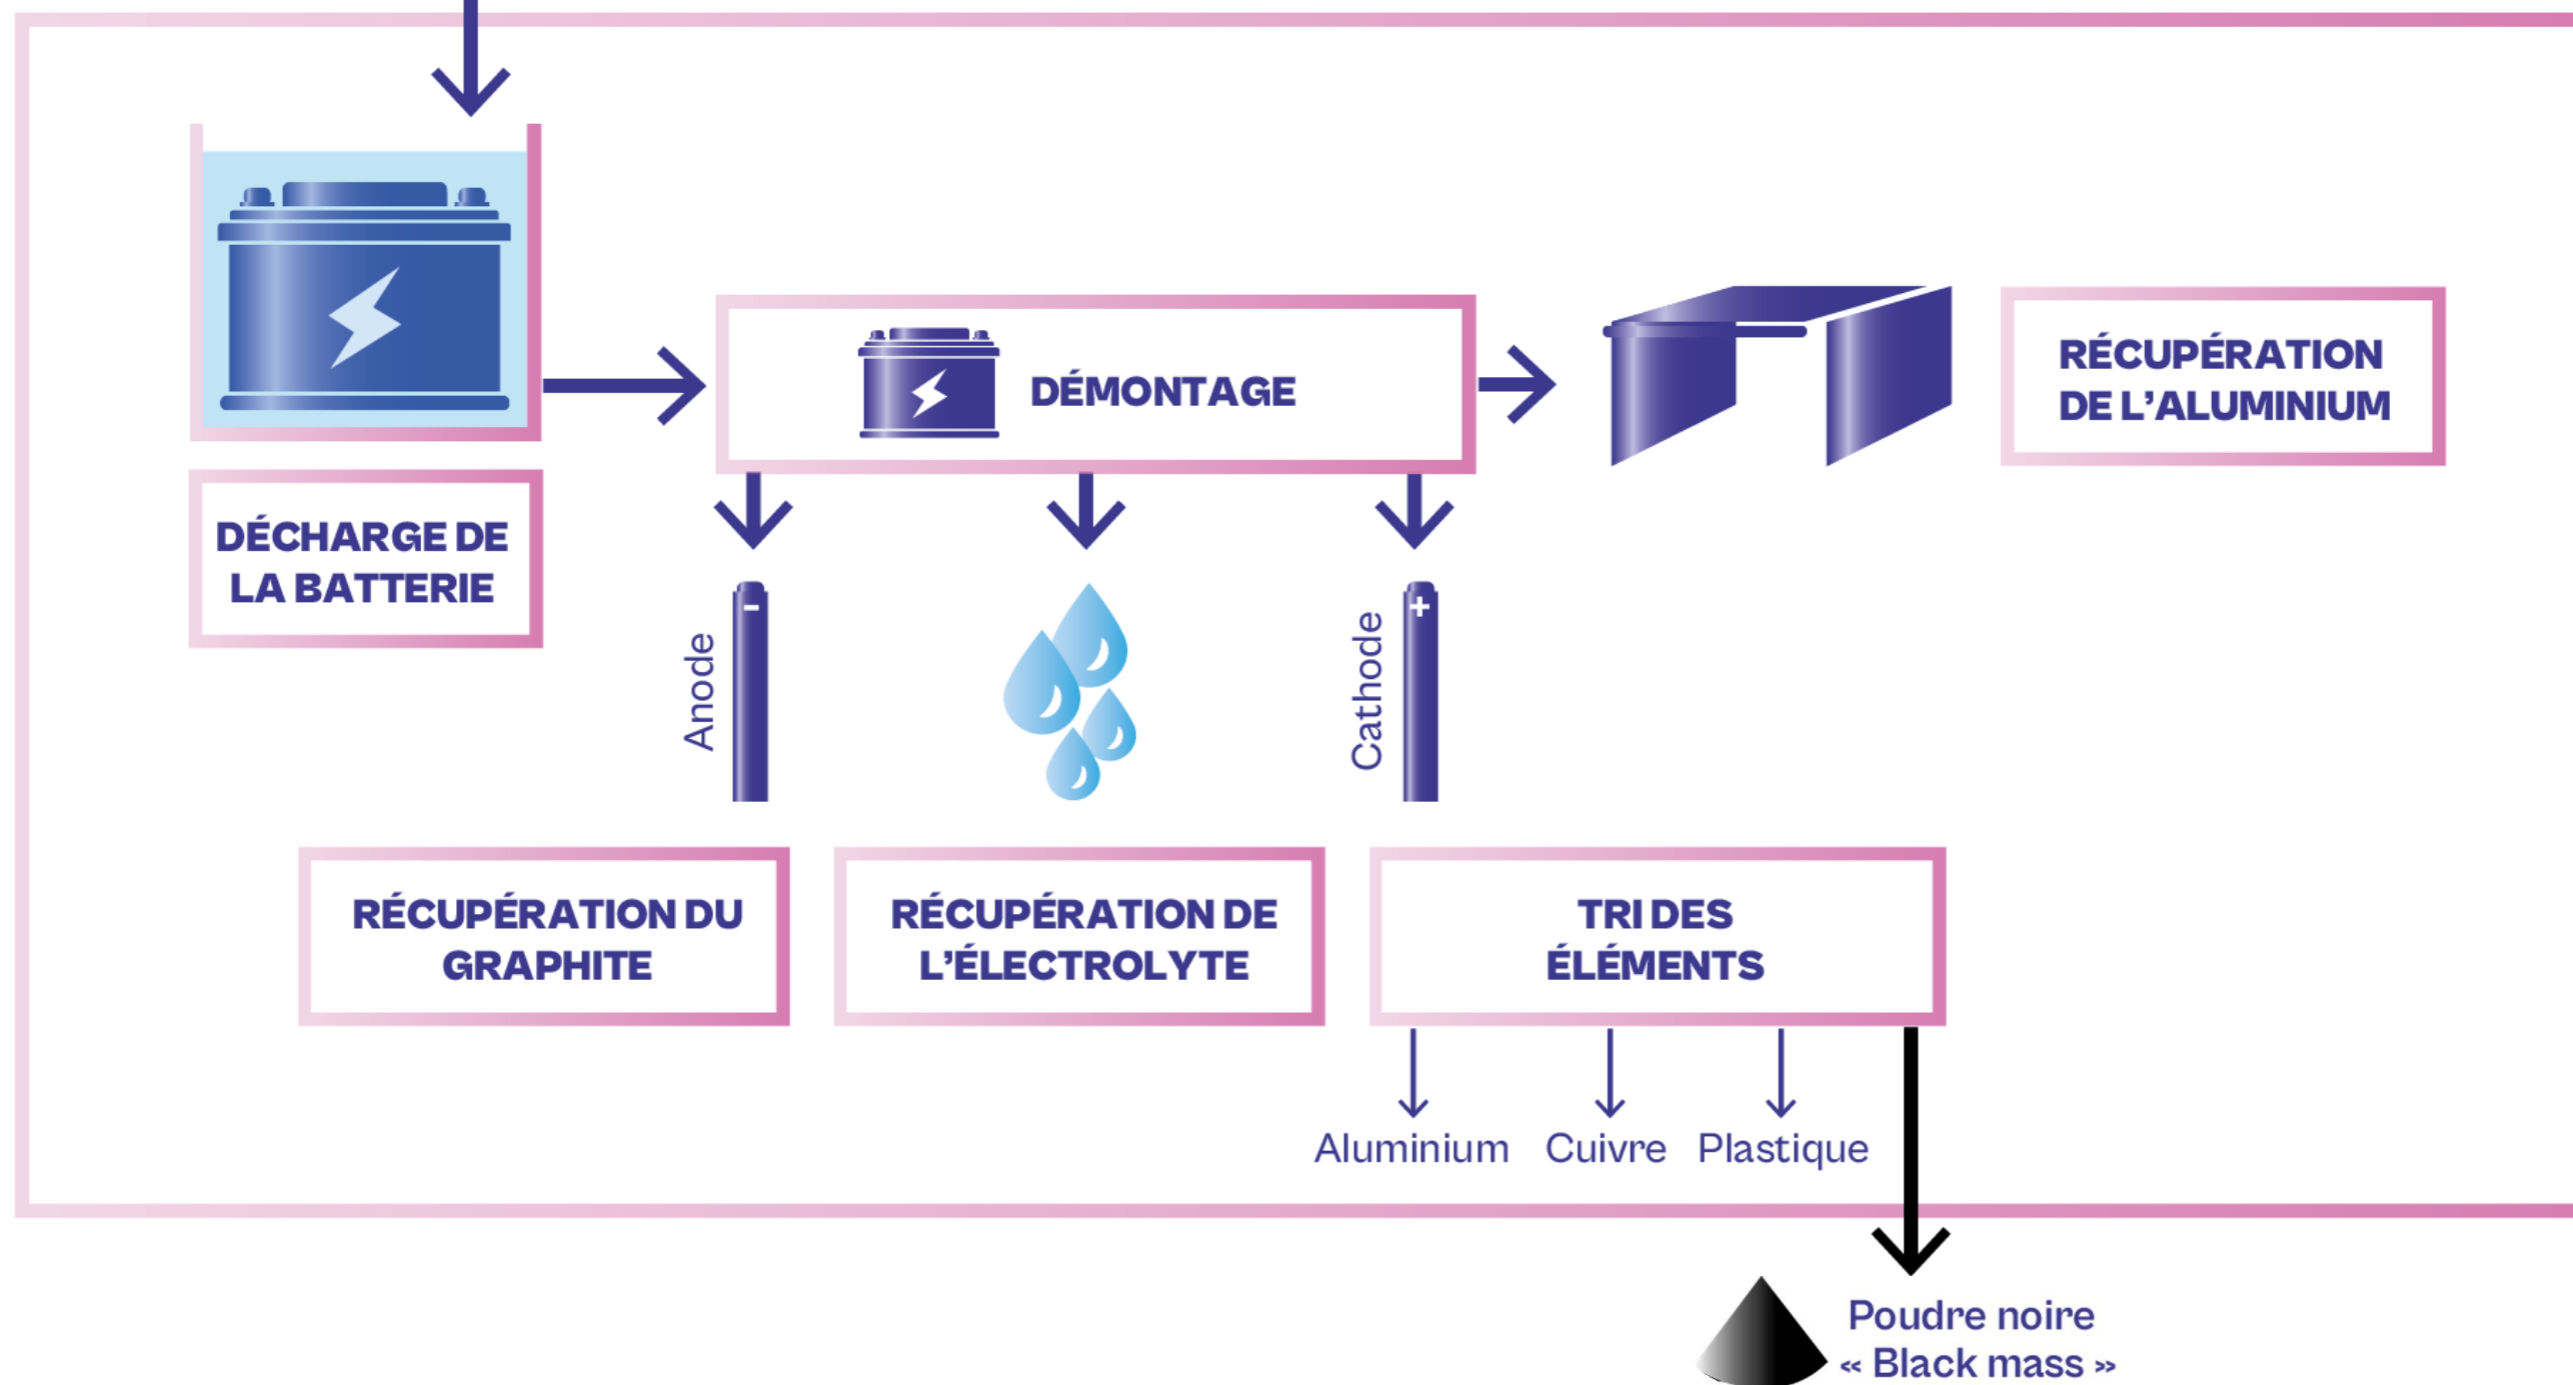 DÉCHARGE DE
LA BATTERIE
DÉMONTAGE
RÉCUPÉRATION
DE L’ALUMINIUM
Anode
-
Cathode
+
RÉCUPÉRATION DU
GRAPHITE
RÉCUPÉRATION DE
L’ÉLECTROLYTE
TRI DES
ÉLÉMENTS
Aluminium
Cuivre
Plastique
Poudre noire
« Black mass »